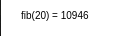 fib(20) = 10946